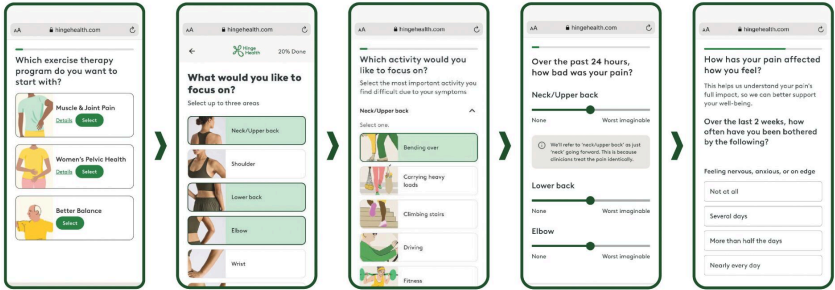 AA hingehealth.com
Which exercise therapy
program do you want to
start with?
Muscle & Joint Pain
Details Select
Women's Pelvic Health
Details Select
Better Balance
Select
AA hingehealth.com
Hinge
Health
20% Done
What would you like to
focus on?
Select up to three areas
Neck/Upper back
Shoulder
Lower back
Elbow
Wrist
AA hingehealth.com
Which activity would you
like to focus on?
Select the most important activity you
find difficult due to your symptoms
Neck/Upper back
Select one.
Bending over
Carrying heavy
loads
Climbing stairs
Driving
Fitness
AA hingehealth.com
Over the past 24 hours,
how bad was your pain?
Neck/Upper back
None Worst imaginable
We'll refer to 'neck/upper back' as just
'neck' going forward. This is because
clinicians treat the pain identically.
Lower back
None Worst imaginable
Elbow
None Worst imaginable
AA hingehealth.com
How has your pain affected
how you feel?
This helps us understand your pain's
full impact, so we can better support
your well-being.
Over the last 2 weeks, how
often have you been bothered
by the following?
Feeling nervous, anxious, or on edge
Not at all
Several days
More than half the days
Nearly every day